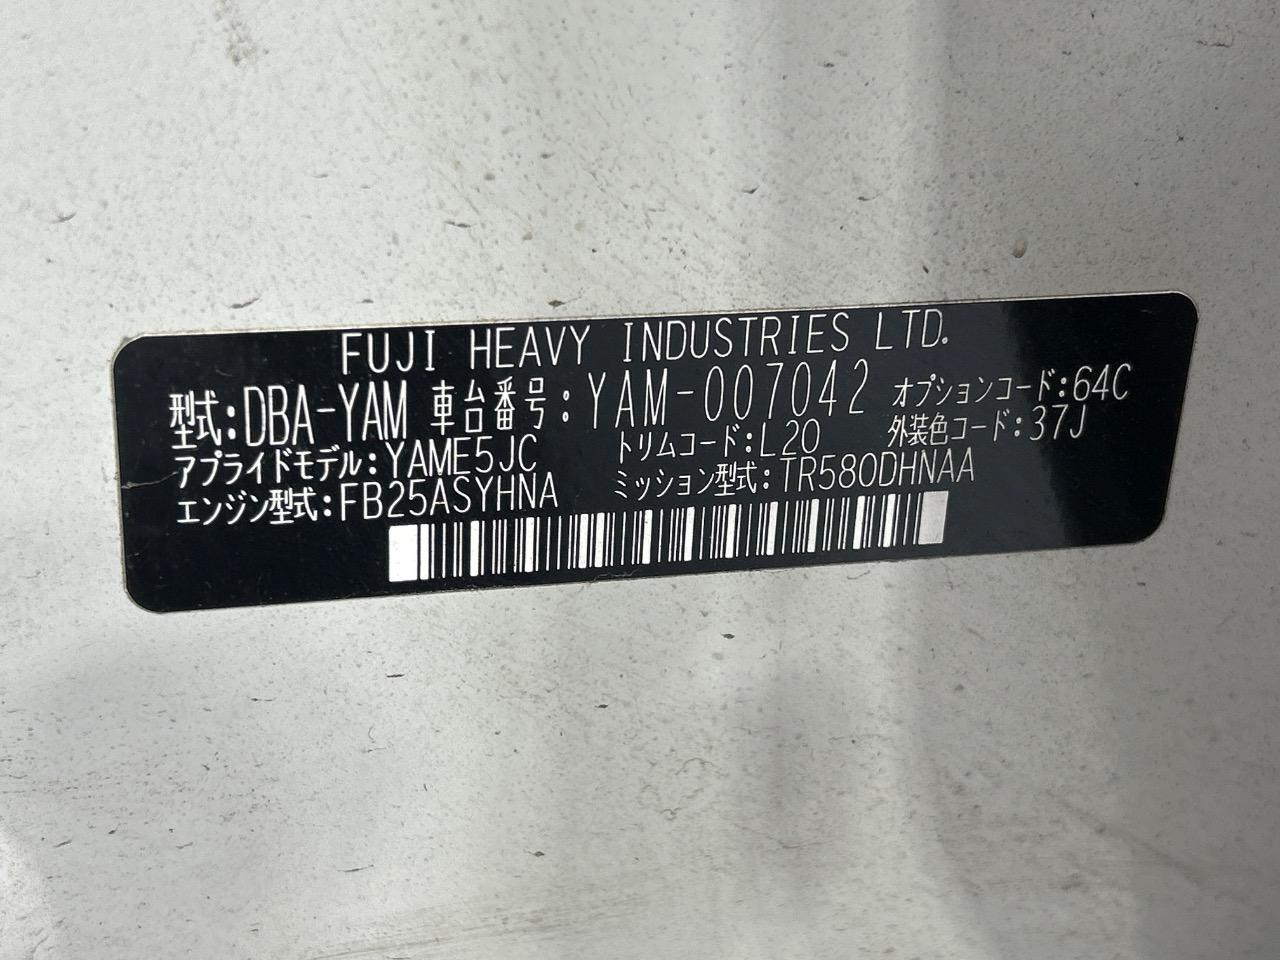 FUJI HEAVY INDUSTRIES LTD.
型式:DBA-YAM 車台番号:YAM-007042 オプションコード:64C
アプライドモデル:YAME5JC トリムコード:L20 外装色コード:37J
エンジン型式:FB25ASYHNA ミッション型式:TR580DHNAA